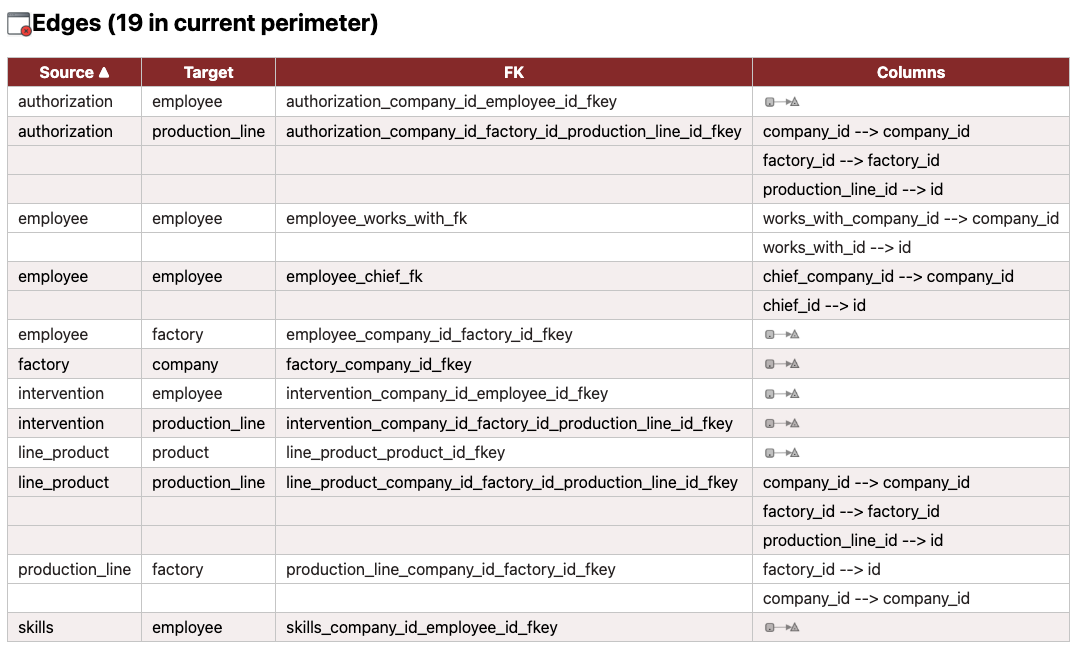 Edges (19 in current perimeter)
Source Target FK Columns
authorization employee authorization_company_id_employee_id_fkey
authorization production_line authorization_company_id_factory_id_production_line_id_fkey company_id --> company_id
factory_id --> factory_id
production_line_id --> id
employee employee employee_works_with_fk works_with_company_id --> company_id
works_with_id --> id
employee employee employee_chief_fk chief_company_id --> company_id
chief_id --> id
employee factory employee_company_id_factory_id_fkey
factory company factory_company_id_fkey
intervention employee intervention_company_id_employee_id_fkey
intervention production_line intervention_company_id_factory_id_production_line_id_fkey
line_product product line_product_product_id_fkey
line_product production_line line_product_company_id_factory_id_production_line_id_fkey company_id --> company_id
factory_id --> factory_id
production_line_id --> id
production_line factory production_line_company_id_factory_id_fkey factory_id --> id
company_id --> company_id
skills employee skills_company_id_employee_id_fkey